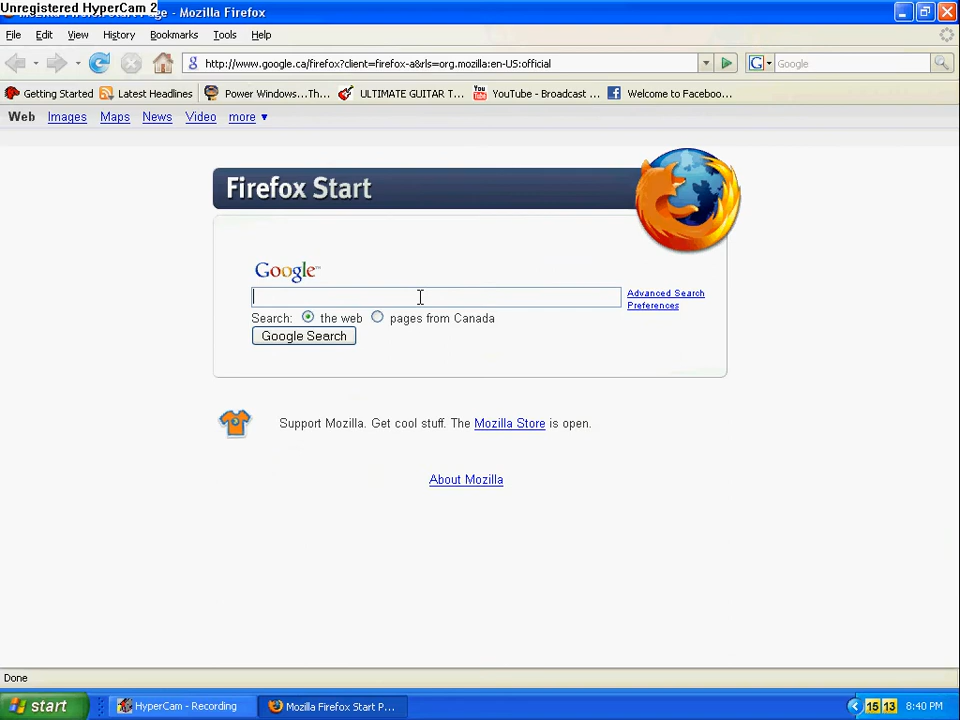 Unregistered HyperCam 2
Page - Mozilla Firefox
File Edit View History Bookmarks Tools Help
http://www.google.ca/firefox?client=firefox-a&rls=org.mozilla:en-US:official
G Google
Getting Started Latest Headlines Power Windows...Th... ULTIMATE GUITAR T... You Tube YouTube - Broadcast ... Welcome to Faceboo...
Web Images Maps News Video more ▼
Firefox Start
Google™
Advanced Search
Preferences
Search: the web pages from Canada
Google Search
Support Mozilla. Get cool stuff. The Mozilla Store is open.
About Mozilla
Done
start HyperCam - Recording Mozilla Firefox Start P... 15 13 8:40 PM